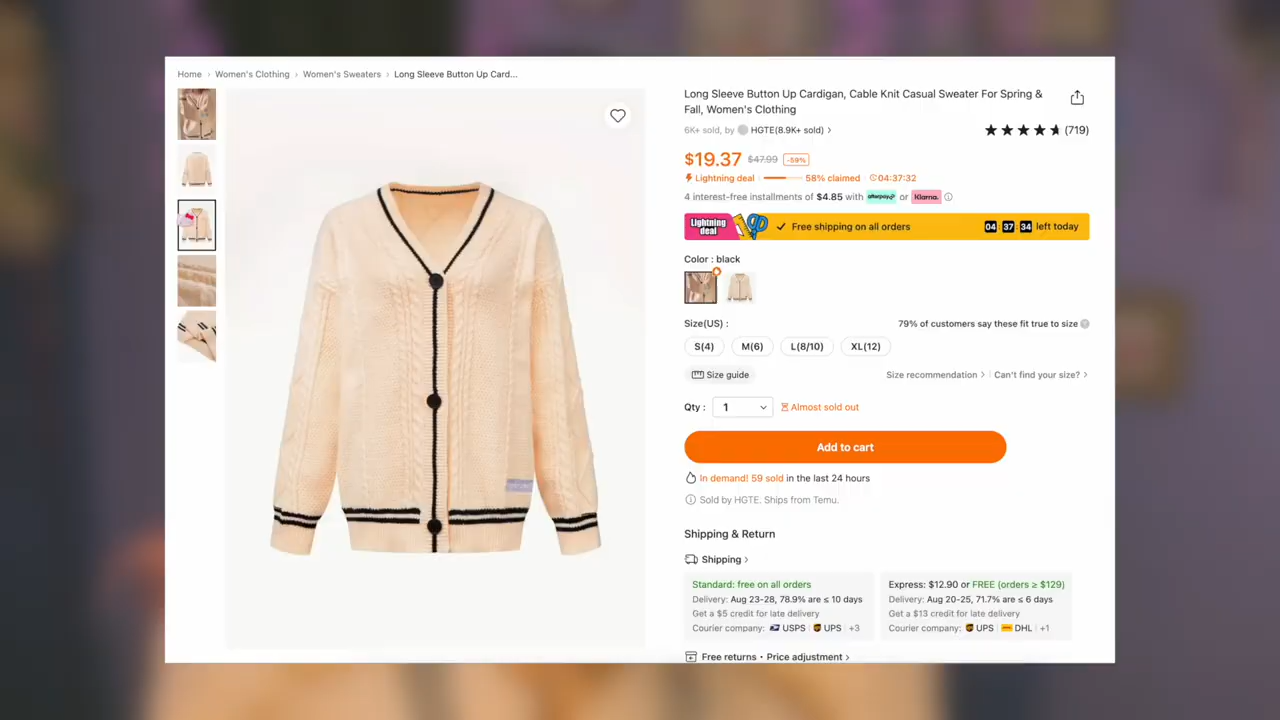 Home › Women's Clothing › Women's Sweaters › Long Sleeve Button Up Card...
Long Sleeve Button Up Cardigan, Cable Knit Casual Sweater For Spring &
Fall, Women's Clothing
6K+ sold, by HGTE(8.9K+ sold) ›
(719)
$19.37 $47.99 -59%
Lightning deal 58% claimed 04:37:32
4 interest-free installments of $4.85 with afterpay or Klarna.
Lightning deal Free shipping on all orders 04 37 34 left today
Color : black
Size(US) : 79% of customers say these fit true to size
S(4) M(6) L(8/10) XL(12)
Size guide Size recommendation › Can't find your size? ›
Qty : 1 Almost sold out
Add to cart
In demand! 59 sold in the last 24 hours
Sold by HGTE. Ships from Temu.
Shipping & Return
Shipping ›
Standard: free on all orders
Delivery: Aug 23-28, 78.9% are ≤ 10 days
Get a $5 credit for late delivery
Courier company: USPS UPS +3
Express: $12.90 or FREE (orders ≥ $129)
Delivery: Aug 20-25, 71.7% are ≤ 6 days
Get a $13 credit for late delivery
Courier company: UPS DHL +1
Free returns • Price adjustment ›